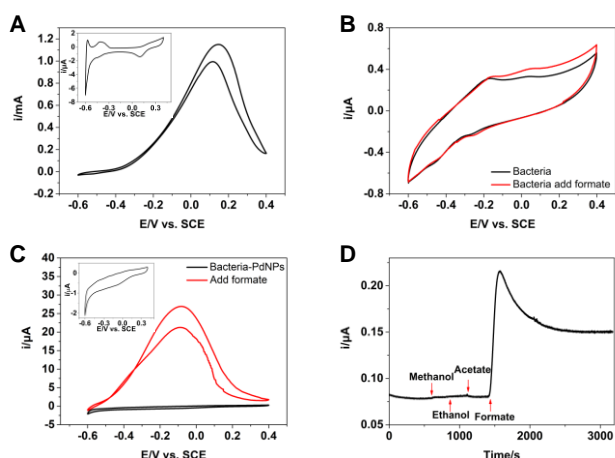 A
1.2
1.0
0.8
0.6
0.4
0.2
0.0
-0.2
i/mA
-0.6 -0.4 -0.2 0.0 0.2 0.4
E/V vs. SCE
4
2
0
-2
-4
-6
-8
i/µA
-0.6 -0.3 0.0 0.3
E/V vs. SCE
B
0.8
0.4
0.0
-0.4
-0.8
i/µA
Bacteria
Bacteria add formate
-0.6 -0.4 -0.2 0.0 0.2 0.4
E/V vs. SCE
C
40
35
30
25
20
15
10
5
0
-5
i/µA
Bacteria-PdNPs
Add formate
0
-1
-2
i/µA
-0.6 -0.3 0.0 0.3
E/V vs. SCE
-0.6 -0.4 -0.2 0.0 0.2 0.4
E/V vs. SCE
D
0.20
0.15
0.10
0.05
i/µA
Methanol
Acetate
Ethanol
Formate
0 1000 2000 3000
Time/s